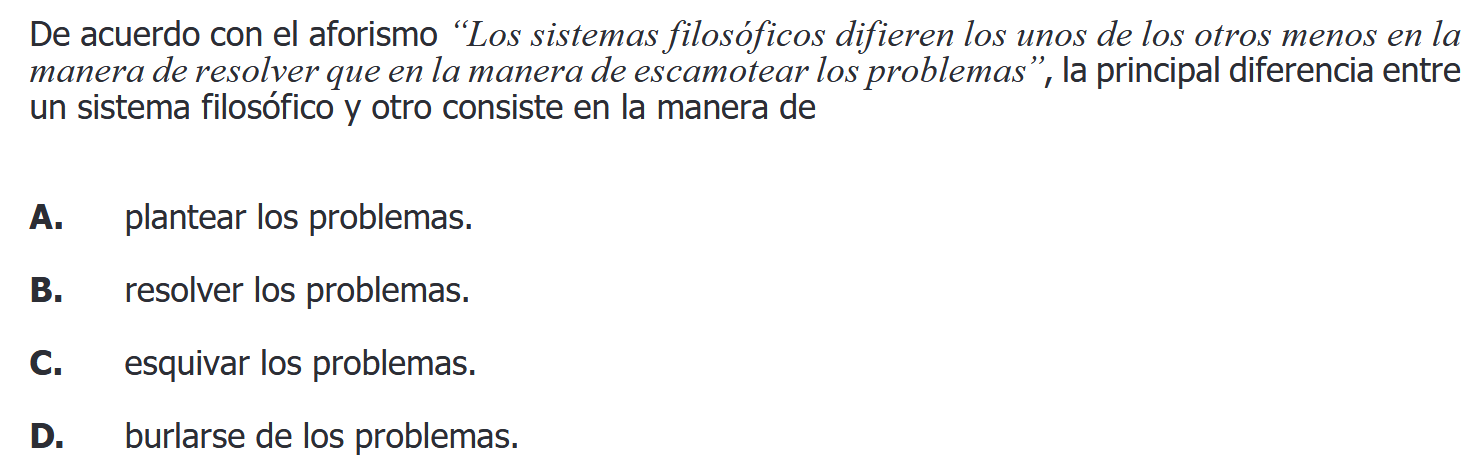 De acuerdo con el aforismo “Los sistemas filosóficos difieren los unos de los otros menos en la
manera de resolver que en la manera de escamotear los problemas”, la principal diferencia entre
un sistema filosófico y otro consiste en la manera de
A. plantear los problemas.
B. resolver los problemas.
C. esquivar los problemas.
D. burlarse de los problemas.